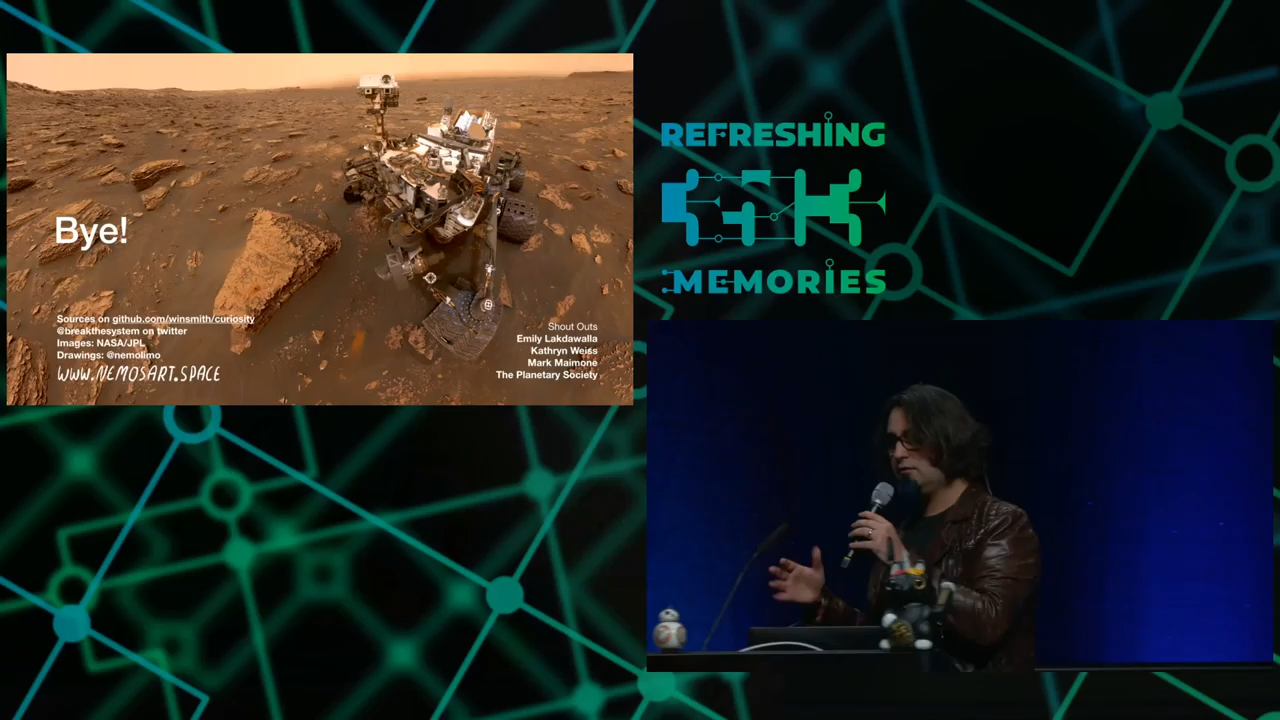 Bye!
Sources on github.com/winsmith/curiosity
@breakthesystem on twitter
Images: NASA/JPL
Drawings: @nemolimo
WWW.NEMOSART.SPACE
Shout Outs
Emily Lakdawalla
Kathryn Weiss
Mark Maimone
The Planetary Society
REFRESHING
MEMORIES